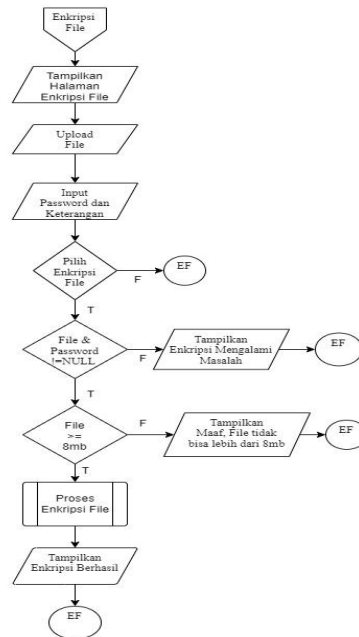 Enkripsi
File
Tampilkan
Halaman
Enkripsi File
Upload
File
Input
Password dan
Keterangan
Pilih
Enkripsi
File
F
EF
T
File &
Password
!=NULL
F
Tampilkan
Enkripsi Mengalami
Masalah
EF
T
File
>=
8mb
F
Tampilkan
Maaf, File tidak
bisa lebih dari 8mb
EF
T
Proses
Enkripsi File
Tampilkan
Enkripsi Berhasil
EF